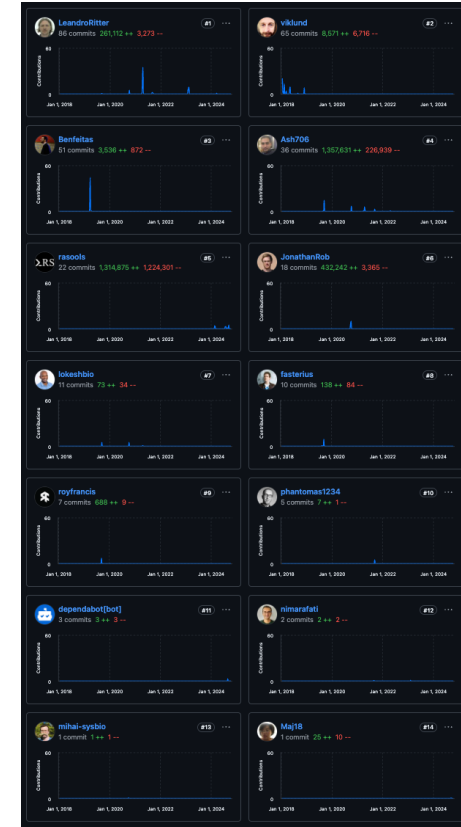 LeandroRitter #1 ...
86 commits 261,112 ++ 3,273 --
60
Contributions
0
Jan 1, 2018 Jan 1, 2020 Jan 1, 2022 Jan 1, 2024
viklund #2 ...
65 commits 8,571 ++ 6,716 --
60
Contributions
0
Jan 1, 2018 Jan 1, 2020 Jan 1, 2022 Jan 1, 2024
Benfeitas #3 ...
51 commits 3,536 ++ 872 --
60
Contributions
0
Jan 1, 2018 Jan 1, 2020 Jan 1, 2022 Jan 1, 2024
Ash706 #4 ...
36 commits 1,357,631 ++ 226,939 --
60
Contributions
0
Jan 1, 2018 Jan 1, 2020 Jan 1, 2022 Jan 1, 2024
RS
rasools #5 ...
22 commits 1,314,875 ++ 1,224,301 --
60
Contributions
0
Jan 1, 2018 Jan 1, 2020 Jan 1, 2022 Jan 1, 2024
JonathanRob #6 ...
18 commits 432,242 ++ 3,365 --
60
Contributions
0
Jan 1, 2018 Jan 1, 2020 Jan 1, 2022 Jan 1, 2024
lokeshbio #7 ...
11 commits 73 ++ 34 --
60
Contributions
0
Jan 1, 2018 Jan 1, 2020 Jan 1, 2022 Jan 1, 2024
fasterius #8 ...
10 commits 138 ++ 84 --
60
Contributions
0
Jan 1, 2018 Jan 1, 2020 Jan 1, 2022 Jan 1, 2024
royfrancis #9 ...
7 commits 688 ++ 9 --
60
Contributions
0
Jan 1, 2018 Jan 1, 2020 Jan 1, 2022 Jan 1, 2024
phantomas1234 #10 ...
5 commits 7 ++ 1 --
60
Contributions
0
Jan 1, 2018 Jan 1, 2020 Jan 1, 2022 Jan 1, 2024
dependabot[bot] #11 ...
3 commits 3 ++ 3 --
60
Contributions
0
Jan 1, 2018 Jan 1, 2020 Jan 1, 2022 Jan 1, 2024
nimarafati #12 ...
2 commits 2 ++ 2 --
60
Contributions
0
Jan 1, 2018 Jan 1, 2020 Jan 1, 2022 Jan 1, 2024
mihai-sysbio #13 ...
1 commit 1 ++ 1 --
60
Contributions
0
Jan 1, 2018 Jan 1, 2020 Jan 1, 2022 Jan 1, 2024
Maj18 #14 ...
1 commit 25 ++ 10 --
60
Contributions
0
Jan 1, 2018 Jan 1, 2020 Jan 1, 2022 Jan 1, 2024